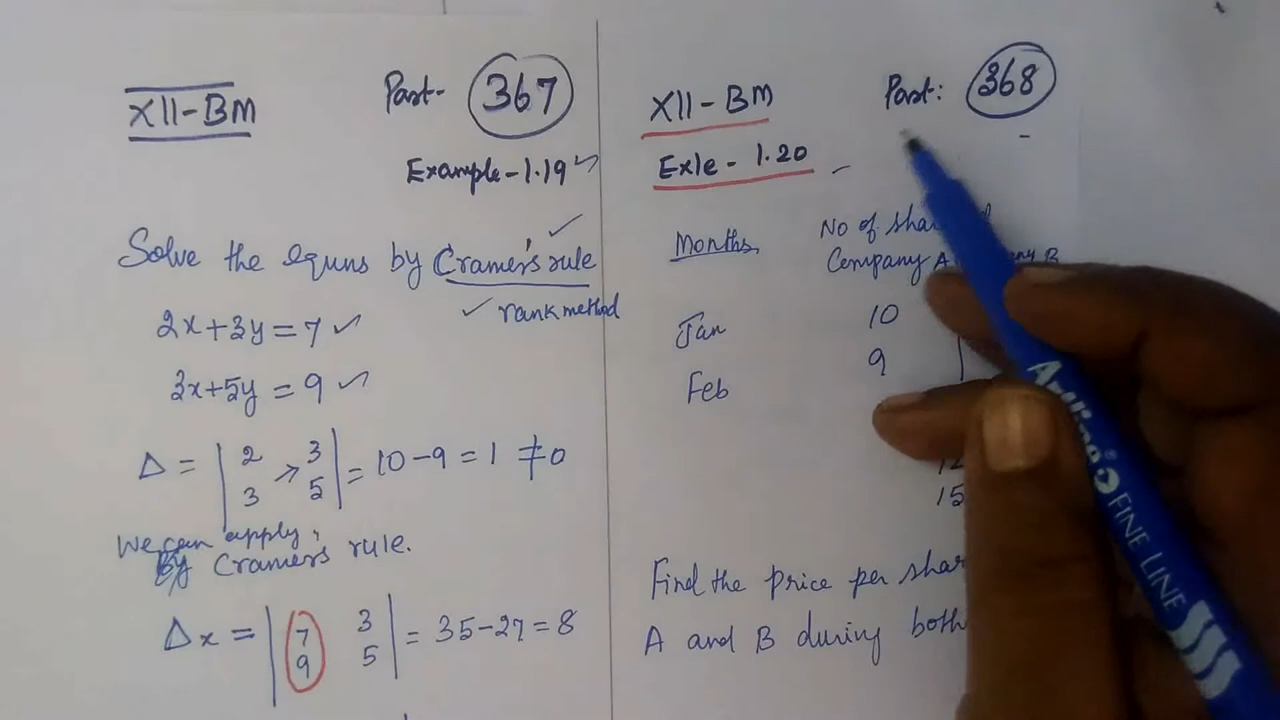 XII-BM Part- 367
Example-1.19
Solve the equns by Cramer's rule
rank method
2x+3y=7
3x+5y=9
Δ = | 2 3 | = 10-9 = 1 ≠0
| 3 5 |
We can apply
By Cramer's rule.
Δx = | 7 3 | = 35-27=8
| 9 5 |
XII-BM Part: 368
Exle-1.20
Months No of
Company A B
Jan 10
Feb 9
12
15
Find the price per
A and B during both
Artline
FINE LINE